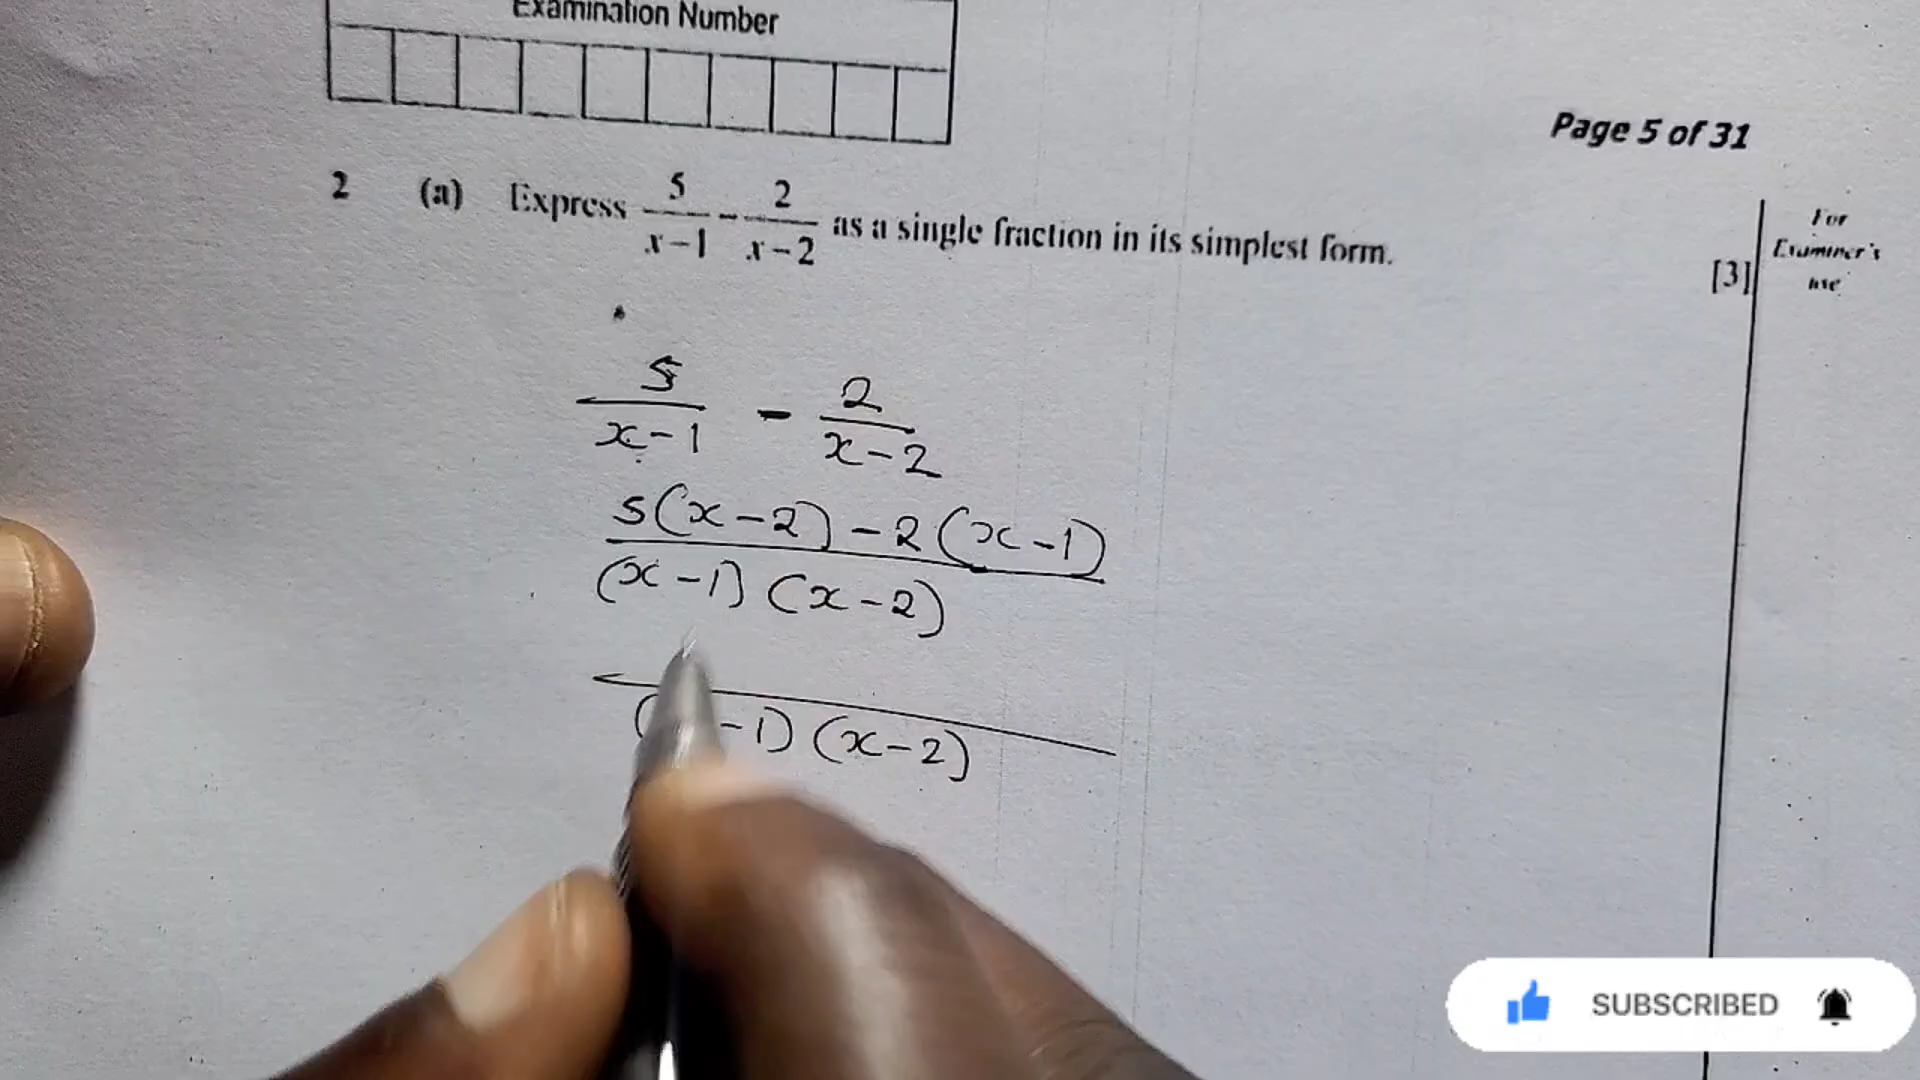 Examination Number
Page 5 of 31
2 (a) Express 5/(x-1) - 2/(x-2) as a single fraction in its simplest form.
[3]
For
Examiner's
use
5/(x-1) - 2/(x-2)
5(x-2)-2(x-1)
(x-1)(x-2)
-1)(x-2)
SUBSCRIBED